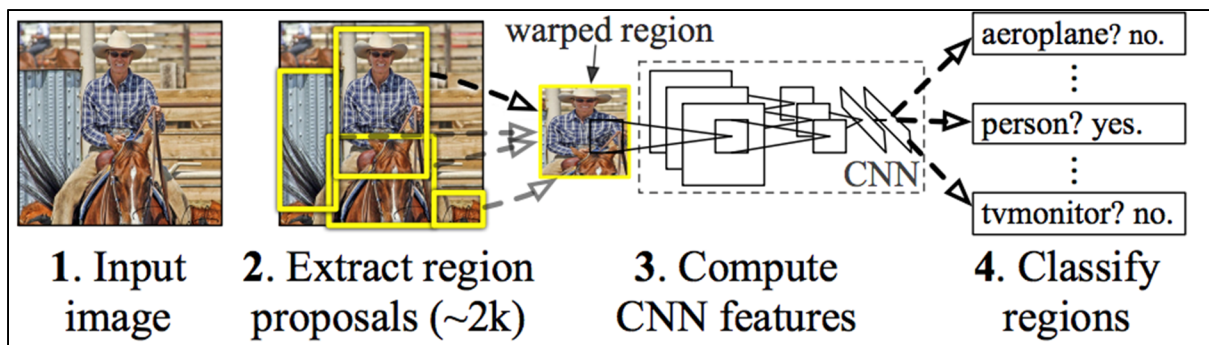 warped region
aeroplane? no.
person? yes.
CNN
tvmonitor? no.
1. Input
image
2. Extract region
proposals (~2k)
3. Compute
CNN features
4. Classify
regions